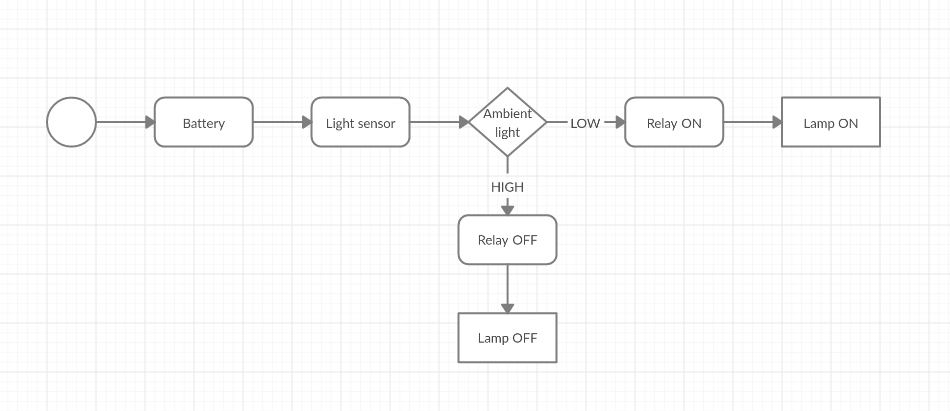 Battery
Light sensor
Ambient
light
LOW
Relay ON
Lamp ON
HIGH
Relay OFF
Lamp OFF